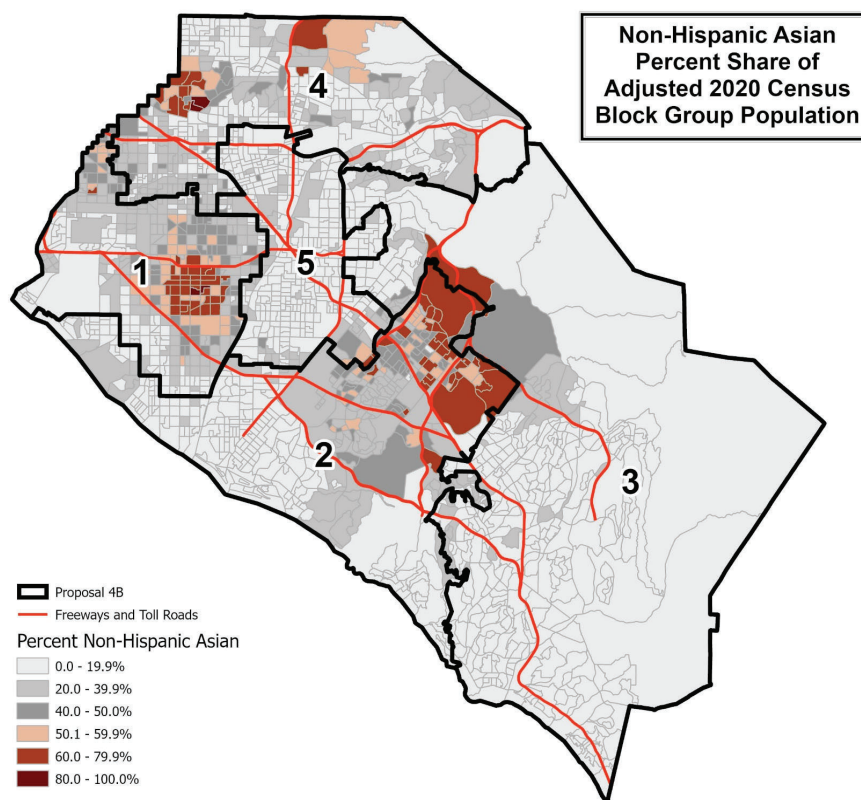 Non-Hispanic Asian
Percent Share of
Adjusted 2020 Census
Block Group Population
4
1
5
2
3
Proposal 4B
Freeways and Toll Roads
Percent Non-Hispanic Asian
0.0 - 19.9%
20.0 - 39.9%
40.0 - 50.0%
50.1 - 59.9%
60.0 - 79.9%
80.0 - 100.0%